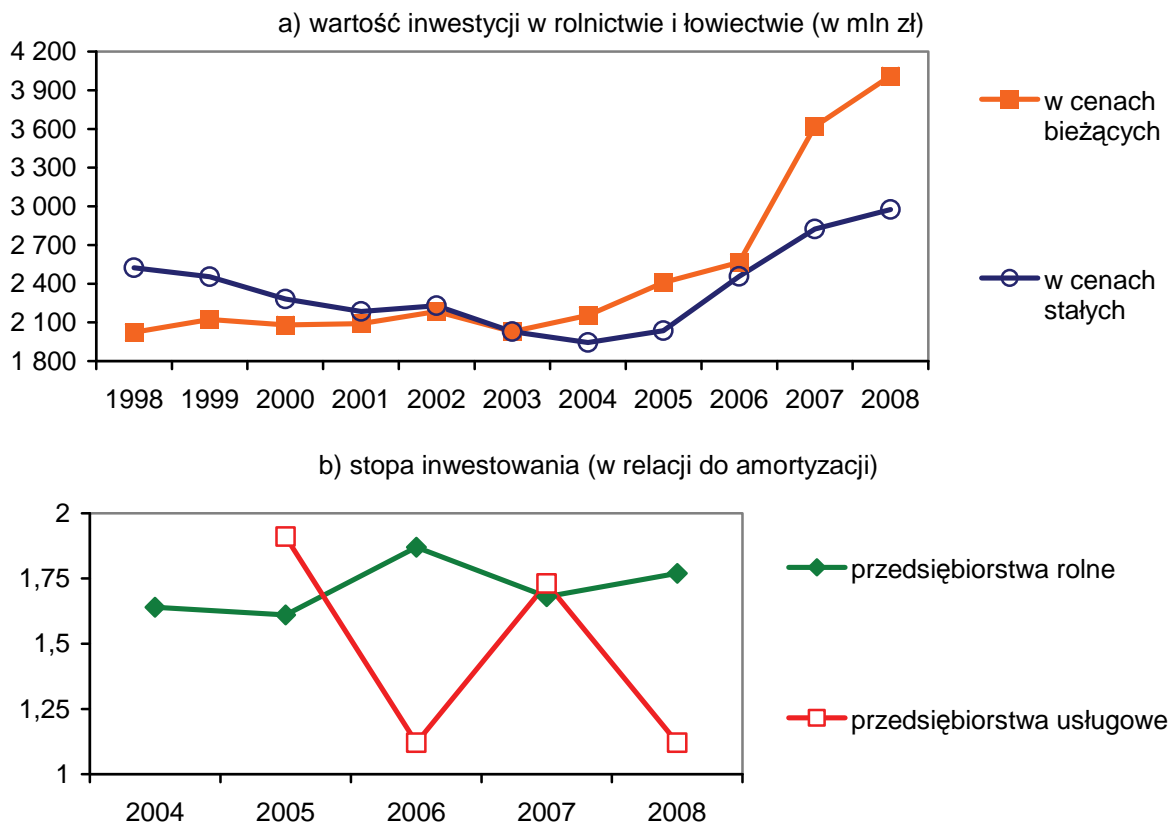 a) wartość inwestycji w rolnictwie i łowiectwie (w mln zł)
4 200
3 900
3 600
3 300
3 000
2 700
2 400
2 100
1 800
1998 1999 2000 2001 2002 2003 2004 2005 2006 2007 2008
w cenach
bieżących
w cenach
stałych
b) stopa inwestowania (w relacji do amortyzacji)
2
1,75
1,5
1,25
1
2004 2005 2006 2007 2008
przedsiębiorstwa rolne
przedsiębiorstwa usługowe